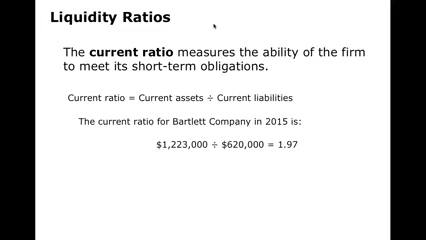 Liquidity Ratios
The current ratio measures the ability of the firm
to meet its short-term obligations.
Current ratio = Current assets ÷ Current liabilities
The current ratio for Bartlett Company in 2015 is:
$1,223,000 ÷ $620,000 = 1.97